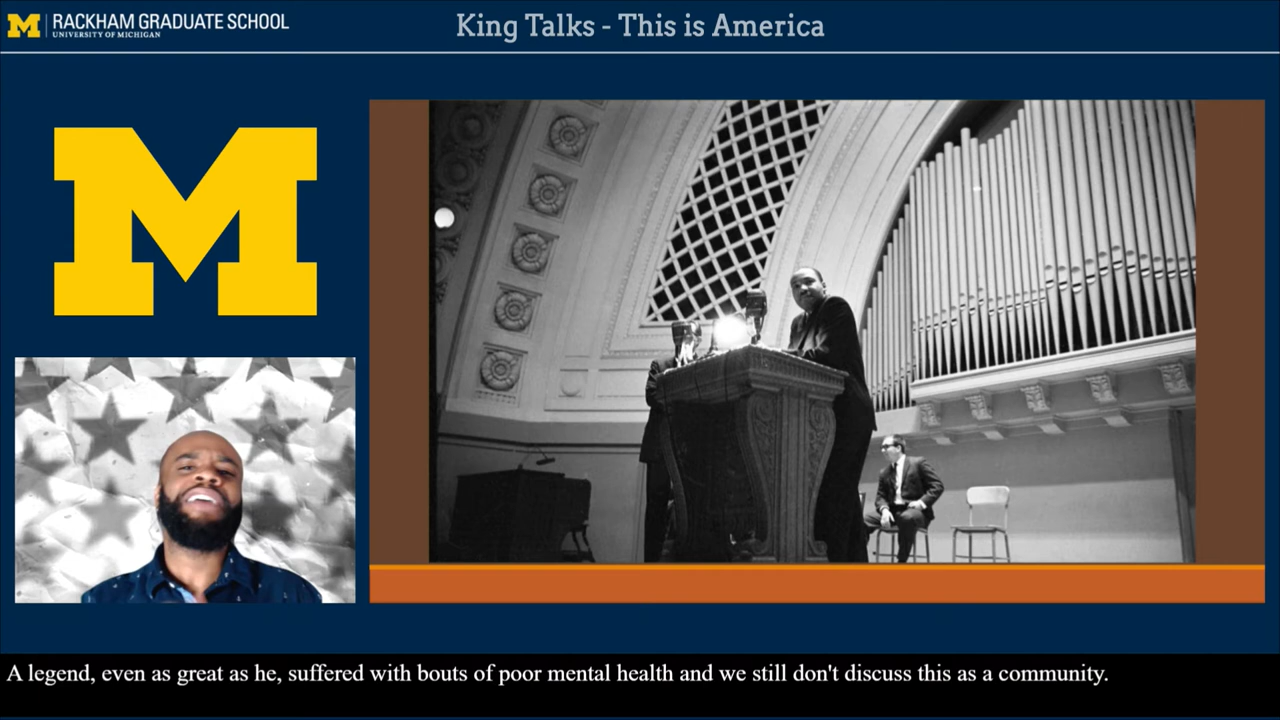 M RACKHAM GRADUATE SCHOOL
UNIVERSITY OF MICHIGAN
King Talks - This is America
M
A legend, even as great as he, suffered with bouts of poor mental health and we still don't discuss this as a community.